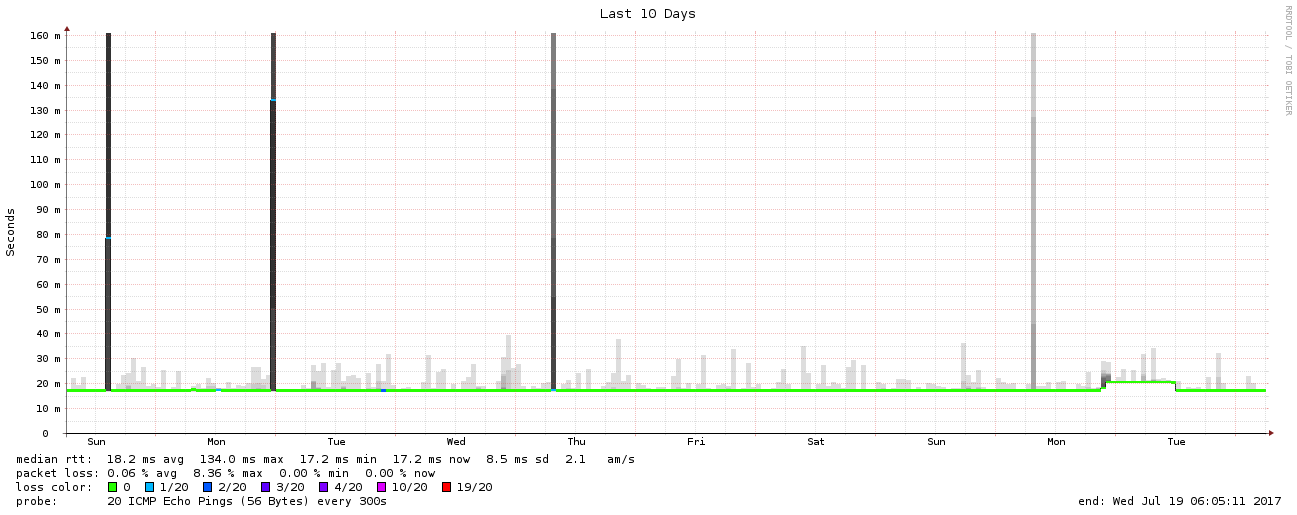 Last 10 Days
RRDTOOL / TOBI OETIKER
Seconds
160 m
150 m
140 m
130 m
120 m
110 m
100 m
90 m
80 m
70 m
60 m
50 m
40 m
30 m
20 m
10 m
0
Sun Mon Tue Wed Thu Fri Sat Sun Mon Tue
median rtt: 18.2 ms avg 134.0 ms max 17.2 ms min 17.2 ms now 8.5 ms sd 2.1 am/s
packet loss: 0.06 % avg 8.36 % max 0.00 % min 0.00 % now
loss color: 0 1/20 2/20 3/20 4/20 10/20 19/20
probe: 20 ICMP Echo Pings (56 Bytes) every 300s end: Wed Jul 19 06:05:11 2017